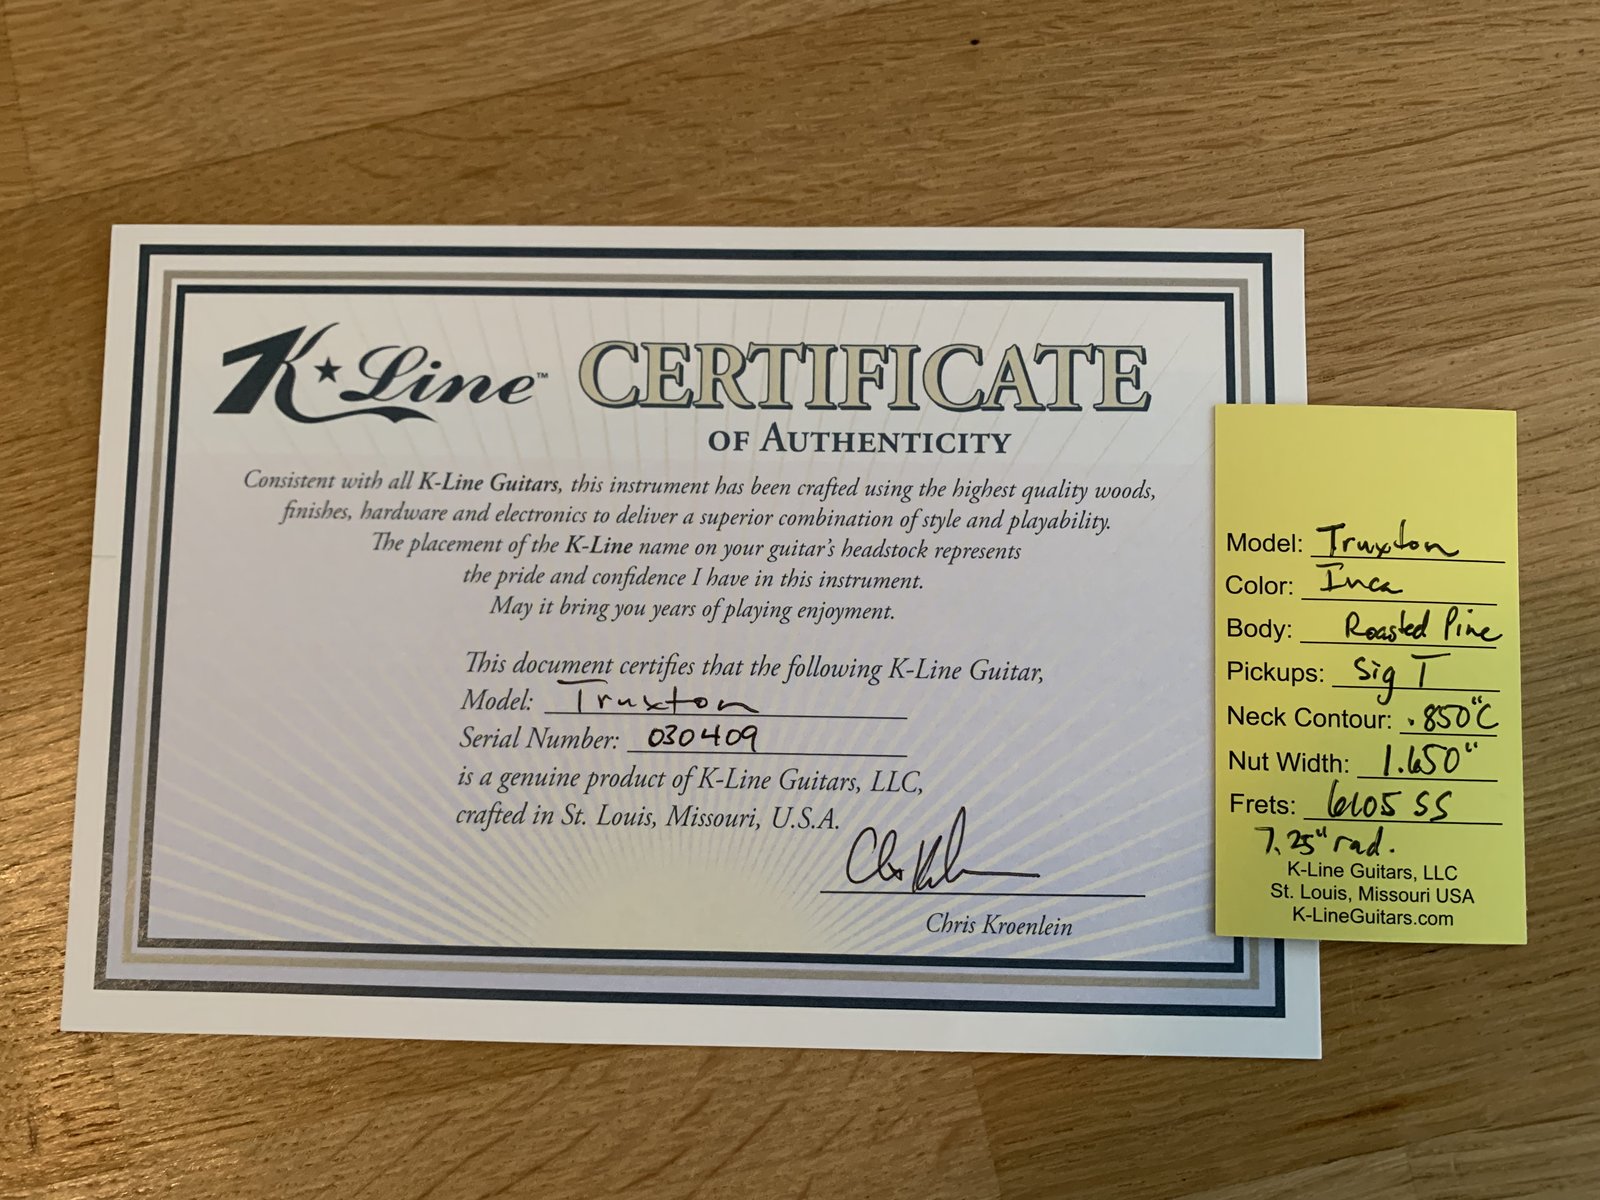 K★Line™ CERTIFICATE
OF AUTHENTICITY
Consistent with all K-Line Guitars, this instrument has been crafted using the highest quality woods,
finishes, hardware and electronics to deliver a superior combination of style and playability.
The placement of the K-Line name on your guitar's headstock represents
the pride and confidence I have in this instrument.
May it bring you years of playing enjoyment.
This document certifies that the following K-Line Guitar,
Model: Truxton
Serial Number: 030409
is a genuine product of K-Line Guitars, LLC,
crafted in St. Louis, Missouri, U.S.A.
Chris Kroenlein
Model: Truxton
Color: Inca
Body: Roasted Pine
Pickups: Sig T
Neck Contour: .850"C
Nut Width: 1.650"
Frets: 6105 SS
7.25" rad.
K-Line Guitars, LLC
St. Louis, Missouri USA
K-LineGuitars.com